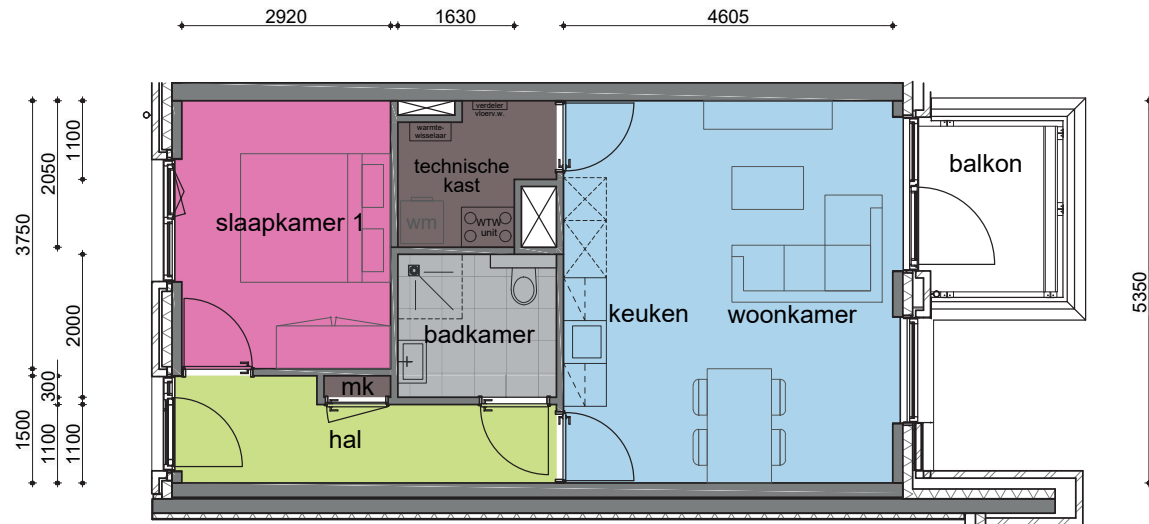 2920
1630
4605
1100
2050
3750
2000
300
1500
1100
1100
5350
verdeler
vloerv.w.
warmte-
wisselaar
technische
kast
balkon
slaapkamer 1
wm
WTW
unit
keuken
woonkamer
badkamer
mk
hal